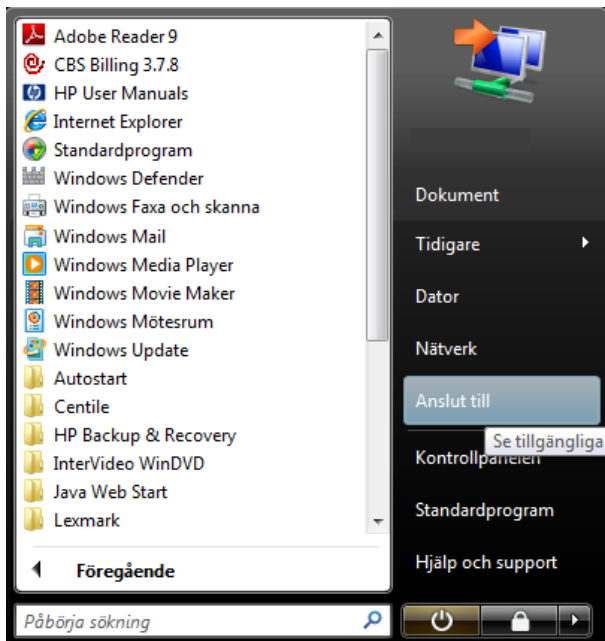 Adobe Reader 9
CBS Billing 3.7.8
HP User Manuals
Internet Explorer
Standardprogram
Windows Defender
Windows Faxa och skanna
Windows Mail
Windows Media Player
Windows Movie Maker
Windows Mötesrum
Windows Update
Autostart
Centile
HP Backup & Recovery
InterVideo WinDVD
Java Web Start
Lexmark
Föregående
Påbörja sökning
Dokument
Tidigare
Dator
Nätverk
Anslut till
Se tillgängliga
Kontrollpanelen
Standardprogram
Hjälp och support